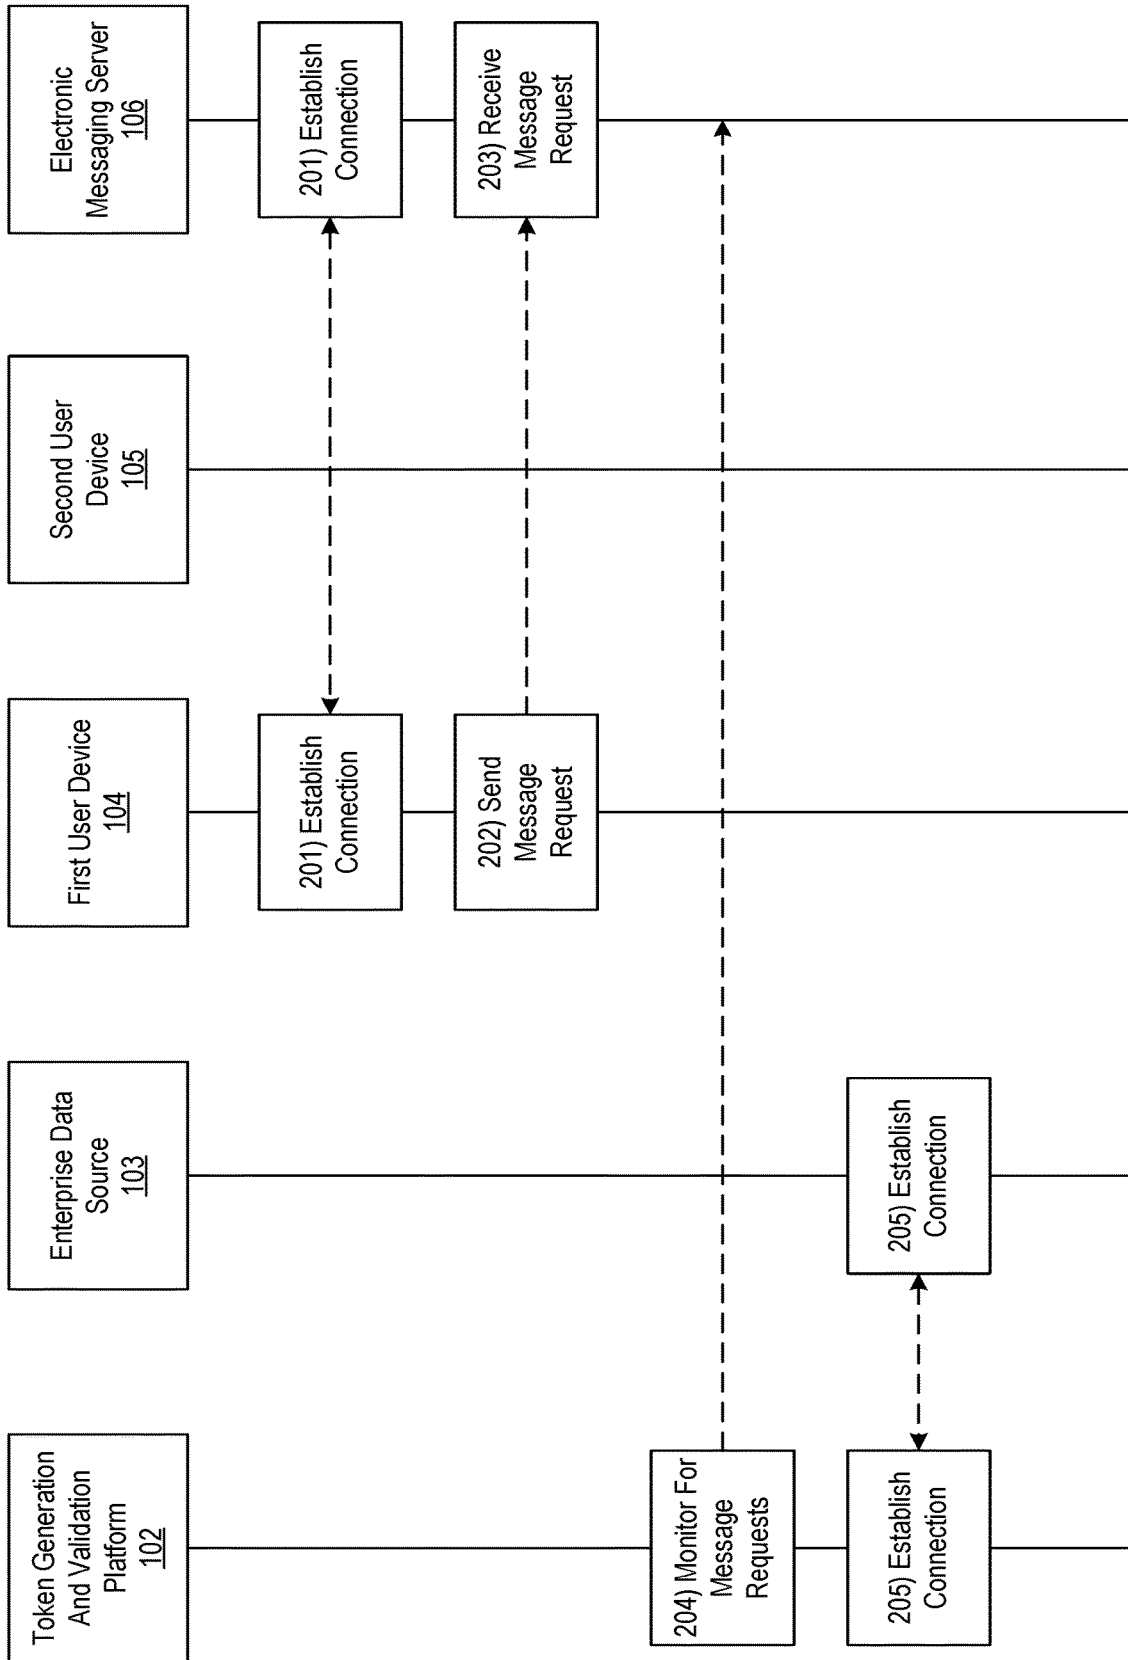 Token Generation
And Validation
Platform
102
Enterprise Data
Source
103
First User Device
104
Second User
Device
105
Electronic
Messaging Server
106
201) Establish
Connection
201) Establish
Connection
202) Send
Message
Request
203) Receive
Message
Request
204) Monitor For
Message
Requests
205) Establish
Connection
205) Establish
Connection